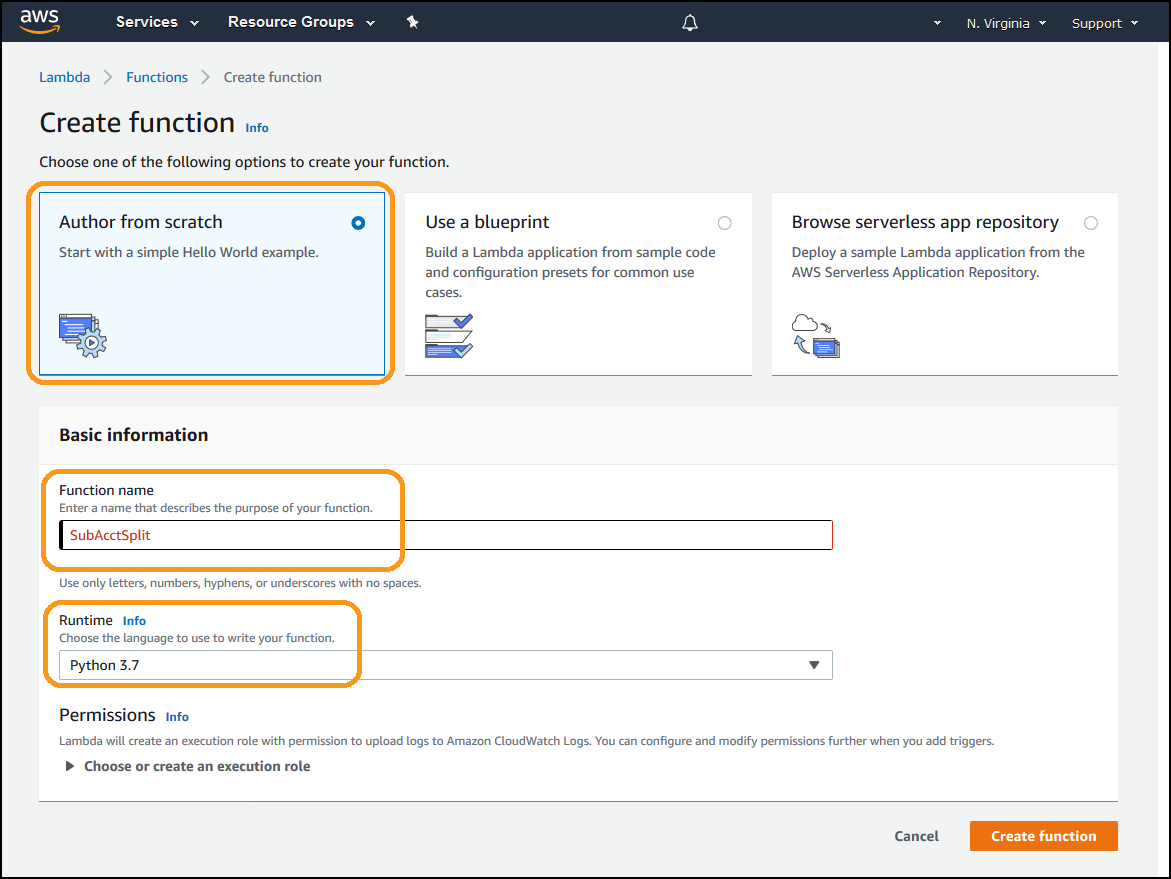 aws Services Resource Groups N. Virginia Support
Lambda Functions Create function
Create function Info
Choose one of the following options to create your function.
Author from scratch
Start with a simple Hello World example.
Use a blueprint
Build a Lambda application from sample code
and configuration presets for common use
cases.
Browse serverless app repository
Deploy a sample Lambda application from the
AWS Serverless Application Repository.
Basic information
Function name
Enter a name that describes the purpose of your function.
SubAcctSplit
Use only letters, numbers, hyphens, or underscores with no spaces.
Runtime Info
Choose the language to use to write your function.
Python 3.7
Permissions Info
Lambda will create an execution role with permission to upload logs to Amazon CloudWatch Logs. You can configure and modify permissions further when you add triggers.
Choose or create an execution role
Cancel Create function